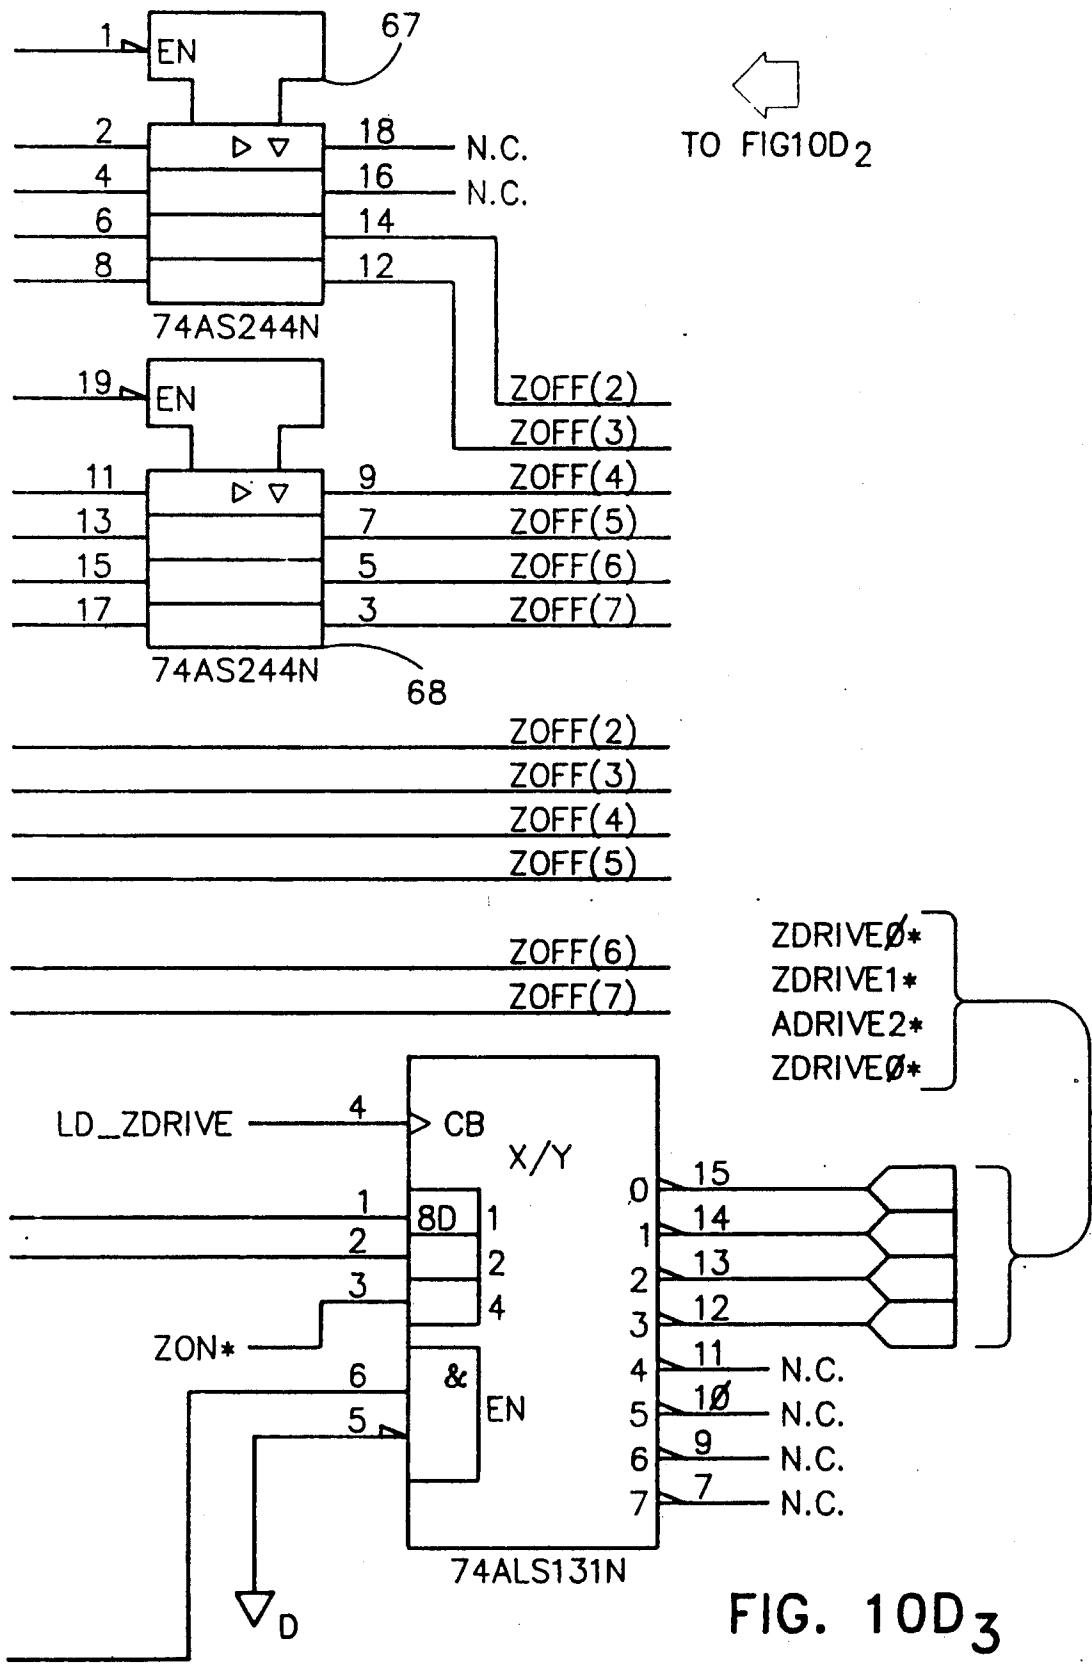 67
1 EN
TO FIG10D2
2 18 N.C.
4 16 N.C.
6 14
8 12
74AS244N
19 EN
ZOFF(2)
ZOFF(3)
11 9 ZOFF(4)
13 7 ZOFF(5)
15 5 ZOFF(6)
17 3 ZOFF(7)
74AS244N
68
ZOFF(2)
ZOFF(3)
ZOFF(4)
ZOFF(5)
ZOFF(6)
ZOFF(7)
ZDRIVEØ*
ZDRIVE1*
ADRIVE2*
ZDRIVEØ*
LD_ZDRIVE 4 CB
X/Y
1 8D 1
2 2
3 4
ZON*
6 & EN
5
0 15
1 14
2 13
3 12
4 11 N.C.
5 1Ø N.C.
6 9 N.C.
7 7 N.C.
74ALS131N
D
FIG. 10D3